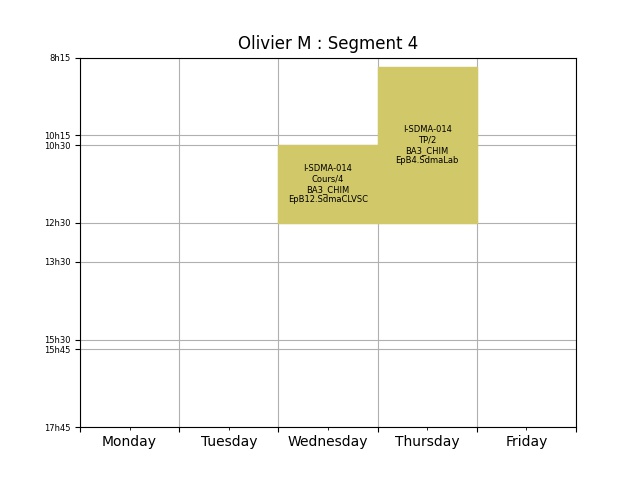 Olivier M : Segment 4
8h15
10h15
10h30
12h30
13h30
15h30
15h45
17h45
I-SDMA-014
TP/2
BA3_CHIM
EpB4.SdmaLab
I-SDMA-014
Cours/4
BA3_CHIM
EpB12.SdmaCLVSC
Monday
Tuesday
Wednesday
Thursday
Friday